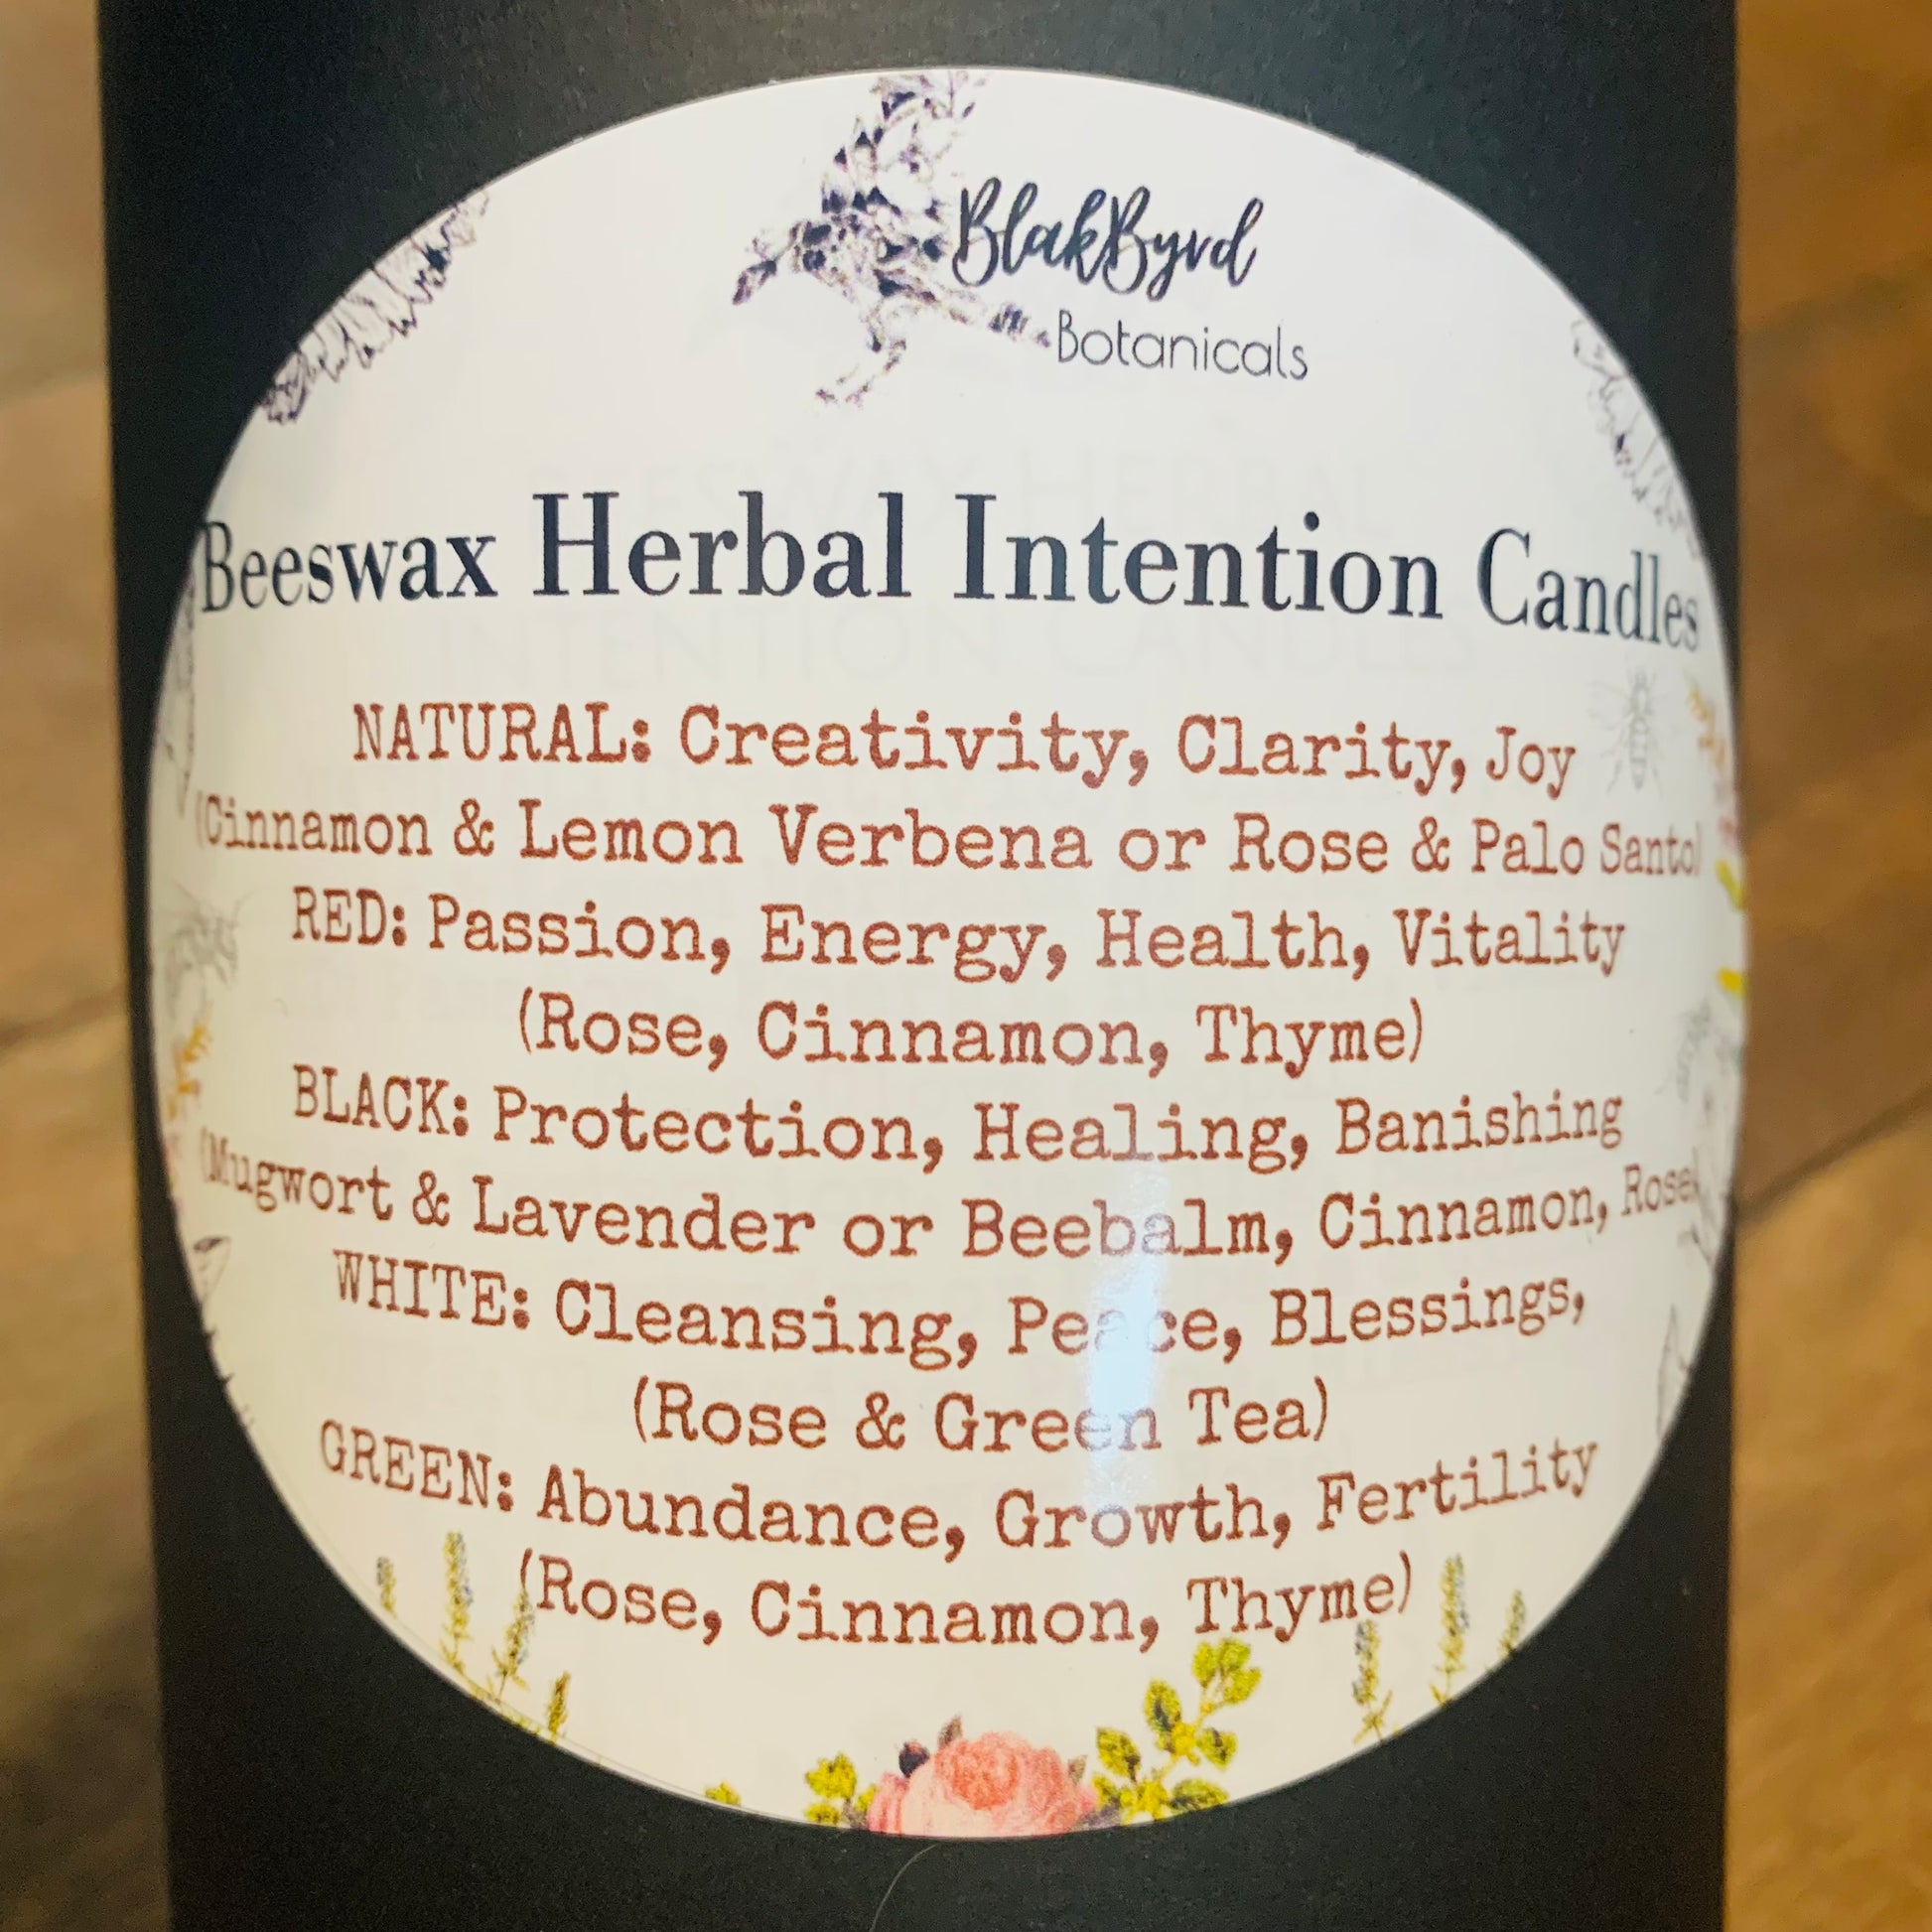 BlakByrd
Botanicals
Beeswax Herbal Intention Candles
NATURAL: Creativity, Clarity, Joy
(Cinnamon & Lemon Verbena or Rose & Palo Santo)
RED: Passion, Energy, Health, Vitality
(Rose, Cinnamon, Thyme)
BLACK: Protection, Healing, Banishing
(Mugwort & Lavender or Beebalm, Cinnamon, Rose)
WHITE: Cleansing, Peace, Blessings,
(Rose & Green Tea)
GREEN: Abundance, Growth, Fertility
(Rose, Cinnamon, Thyme)